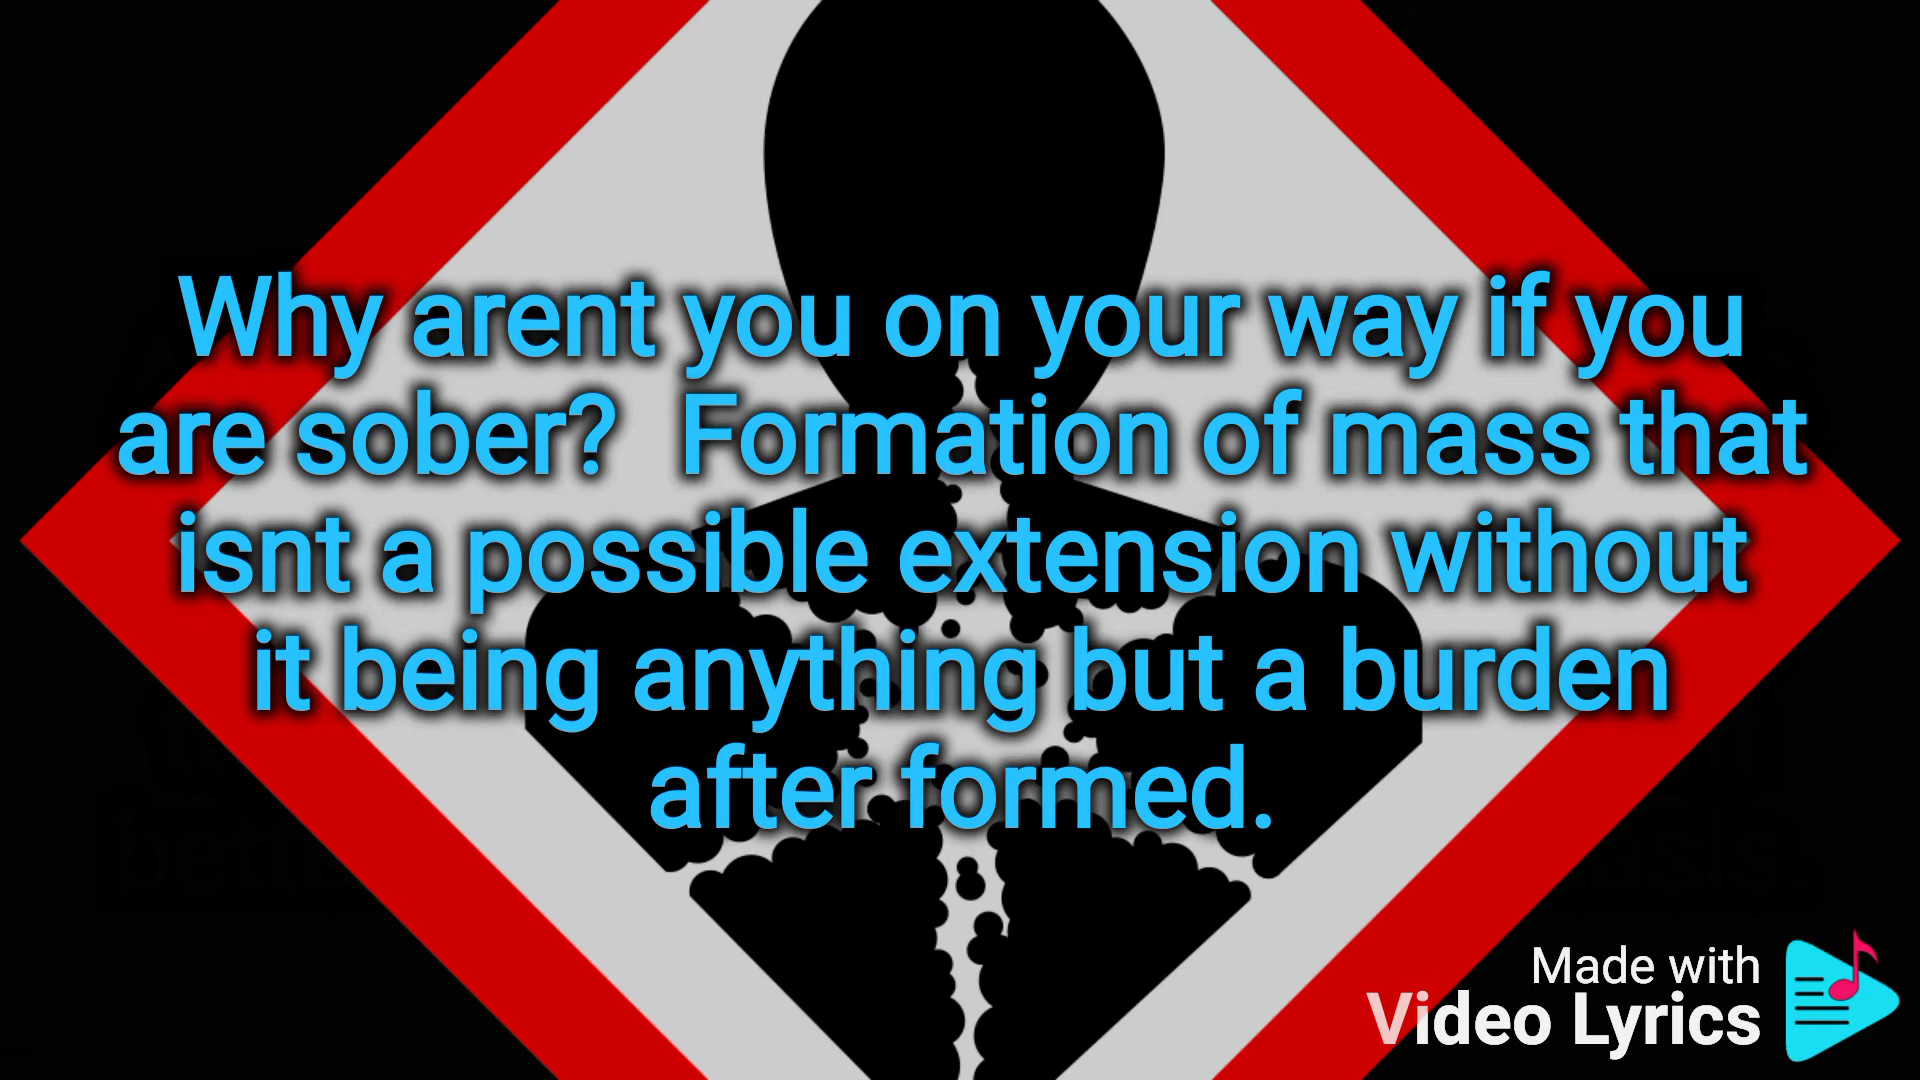 Why arent you on your way if you
are sober?  Formation of mass that
isnt a possible extension without
it being anything but a burden
after formed.
Made with
Video Lyrics